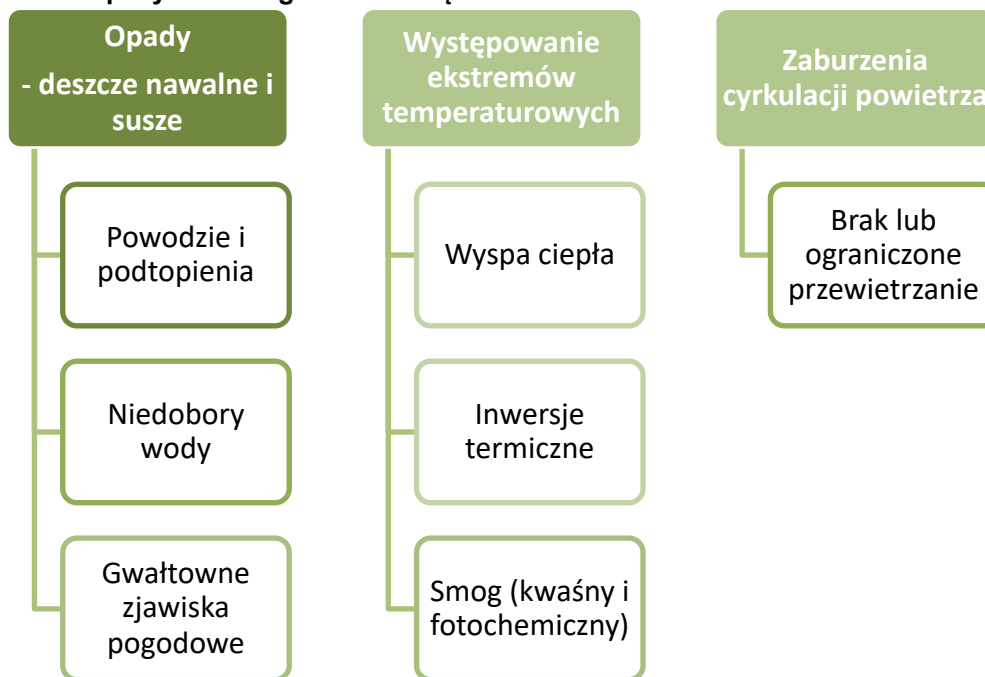 Opady
- deszcze nawalne i
susze
Powodzie i
podtopienia
Niedobory
wody
Gwałtowne
zjawiska
pogodowe
Występowanie
ekstremów
temperaturowych
Wyspa ciepła
Inwersje
termiczne
Smog (kwaśny i
fotochemiczny)
Zaburzenia
cyrkulacji powietrza
Brak lub
ograniczone
przewietrzanie